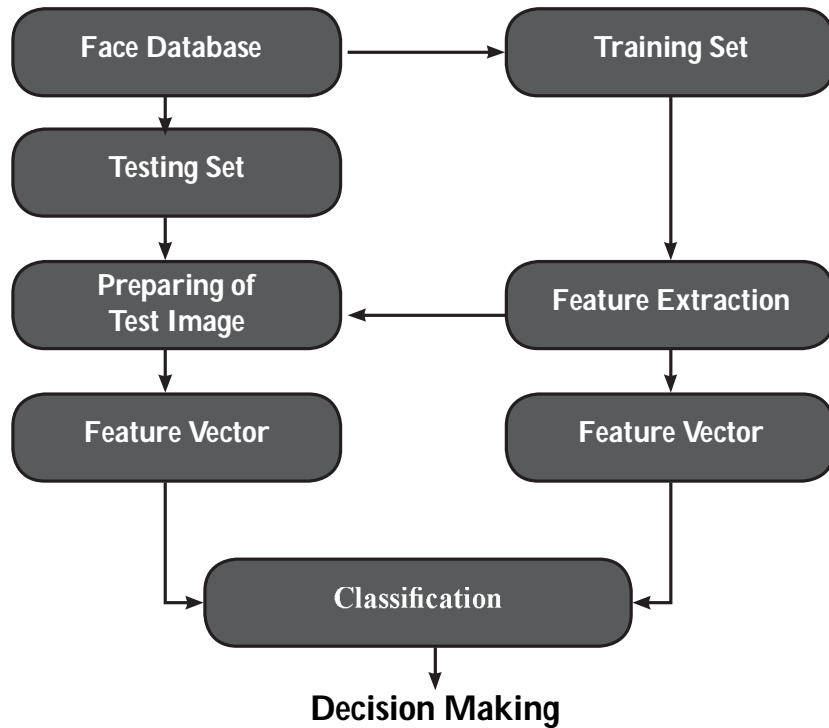 Face Database
Training Set
Testing Set
Preparing of
Test Image
Feature Extraction
Feature Vector
Feature Vector
Classification
Decision Making